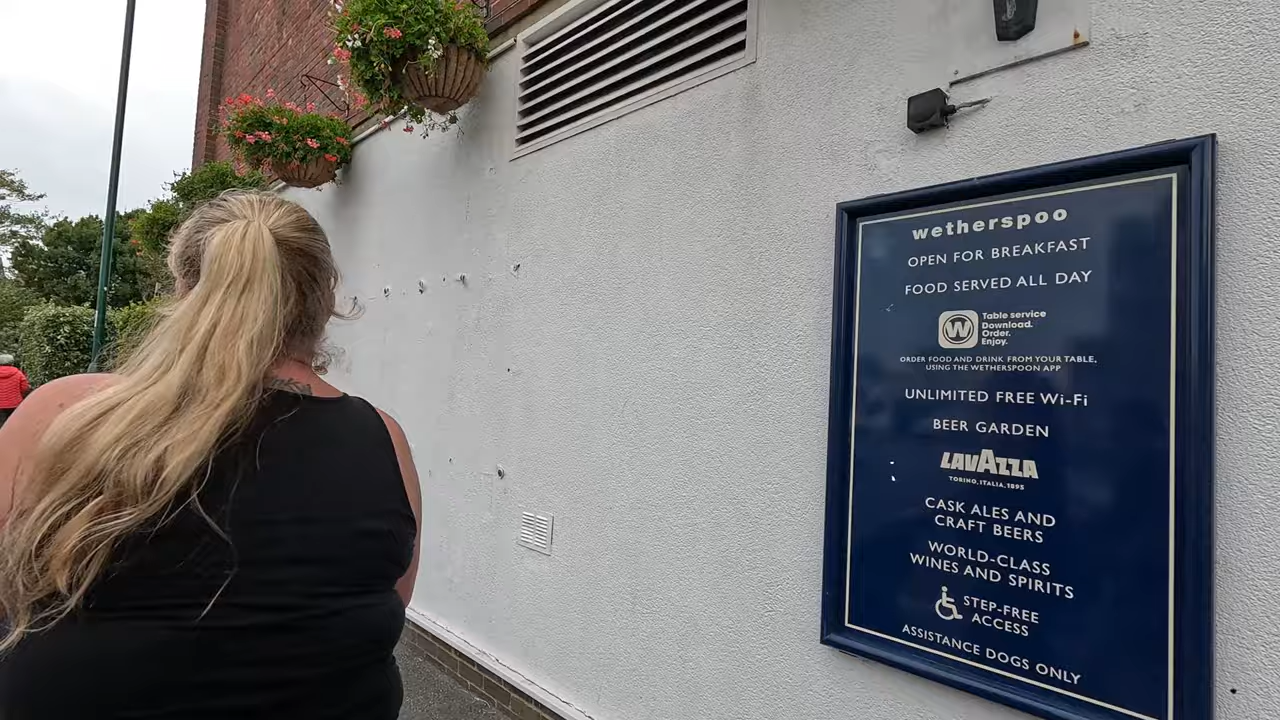 wetherspoo
OPEN FOR BREAKFAST
FOOD SERVED ALL DAY
W
Table service
Download.
Order.
Enjoy.
ORDER FOOD AND DRINK FROM YOUR TABLE,
USING THE WETHERSPOON APP
UNLIMITED FREE Wi-Fi
BEER GARDEN
LAVAZZA
TORINO, ITALIA, 1895
CASK ALES AND
CRAFT BEERS
WORLD-CLASS
WINES AND SPIRITS
STEP-FREE
ACCESS
ASSISTANCE DOGS ONLY